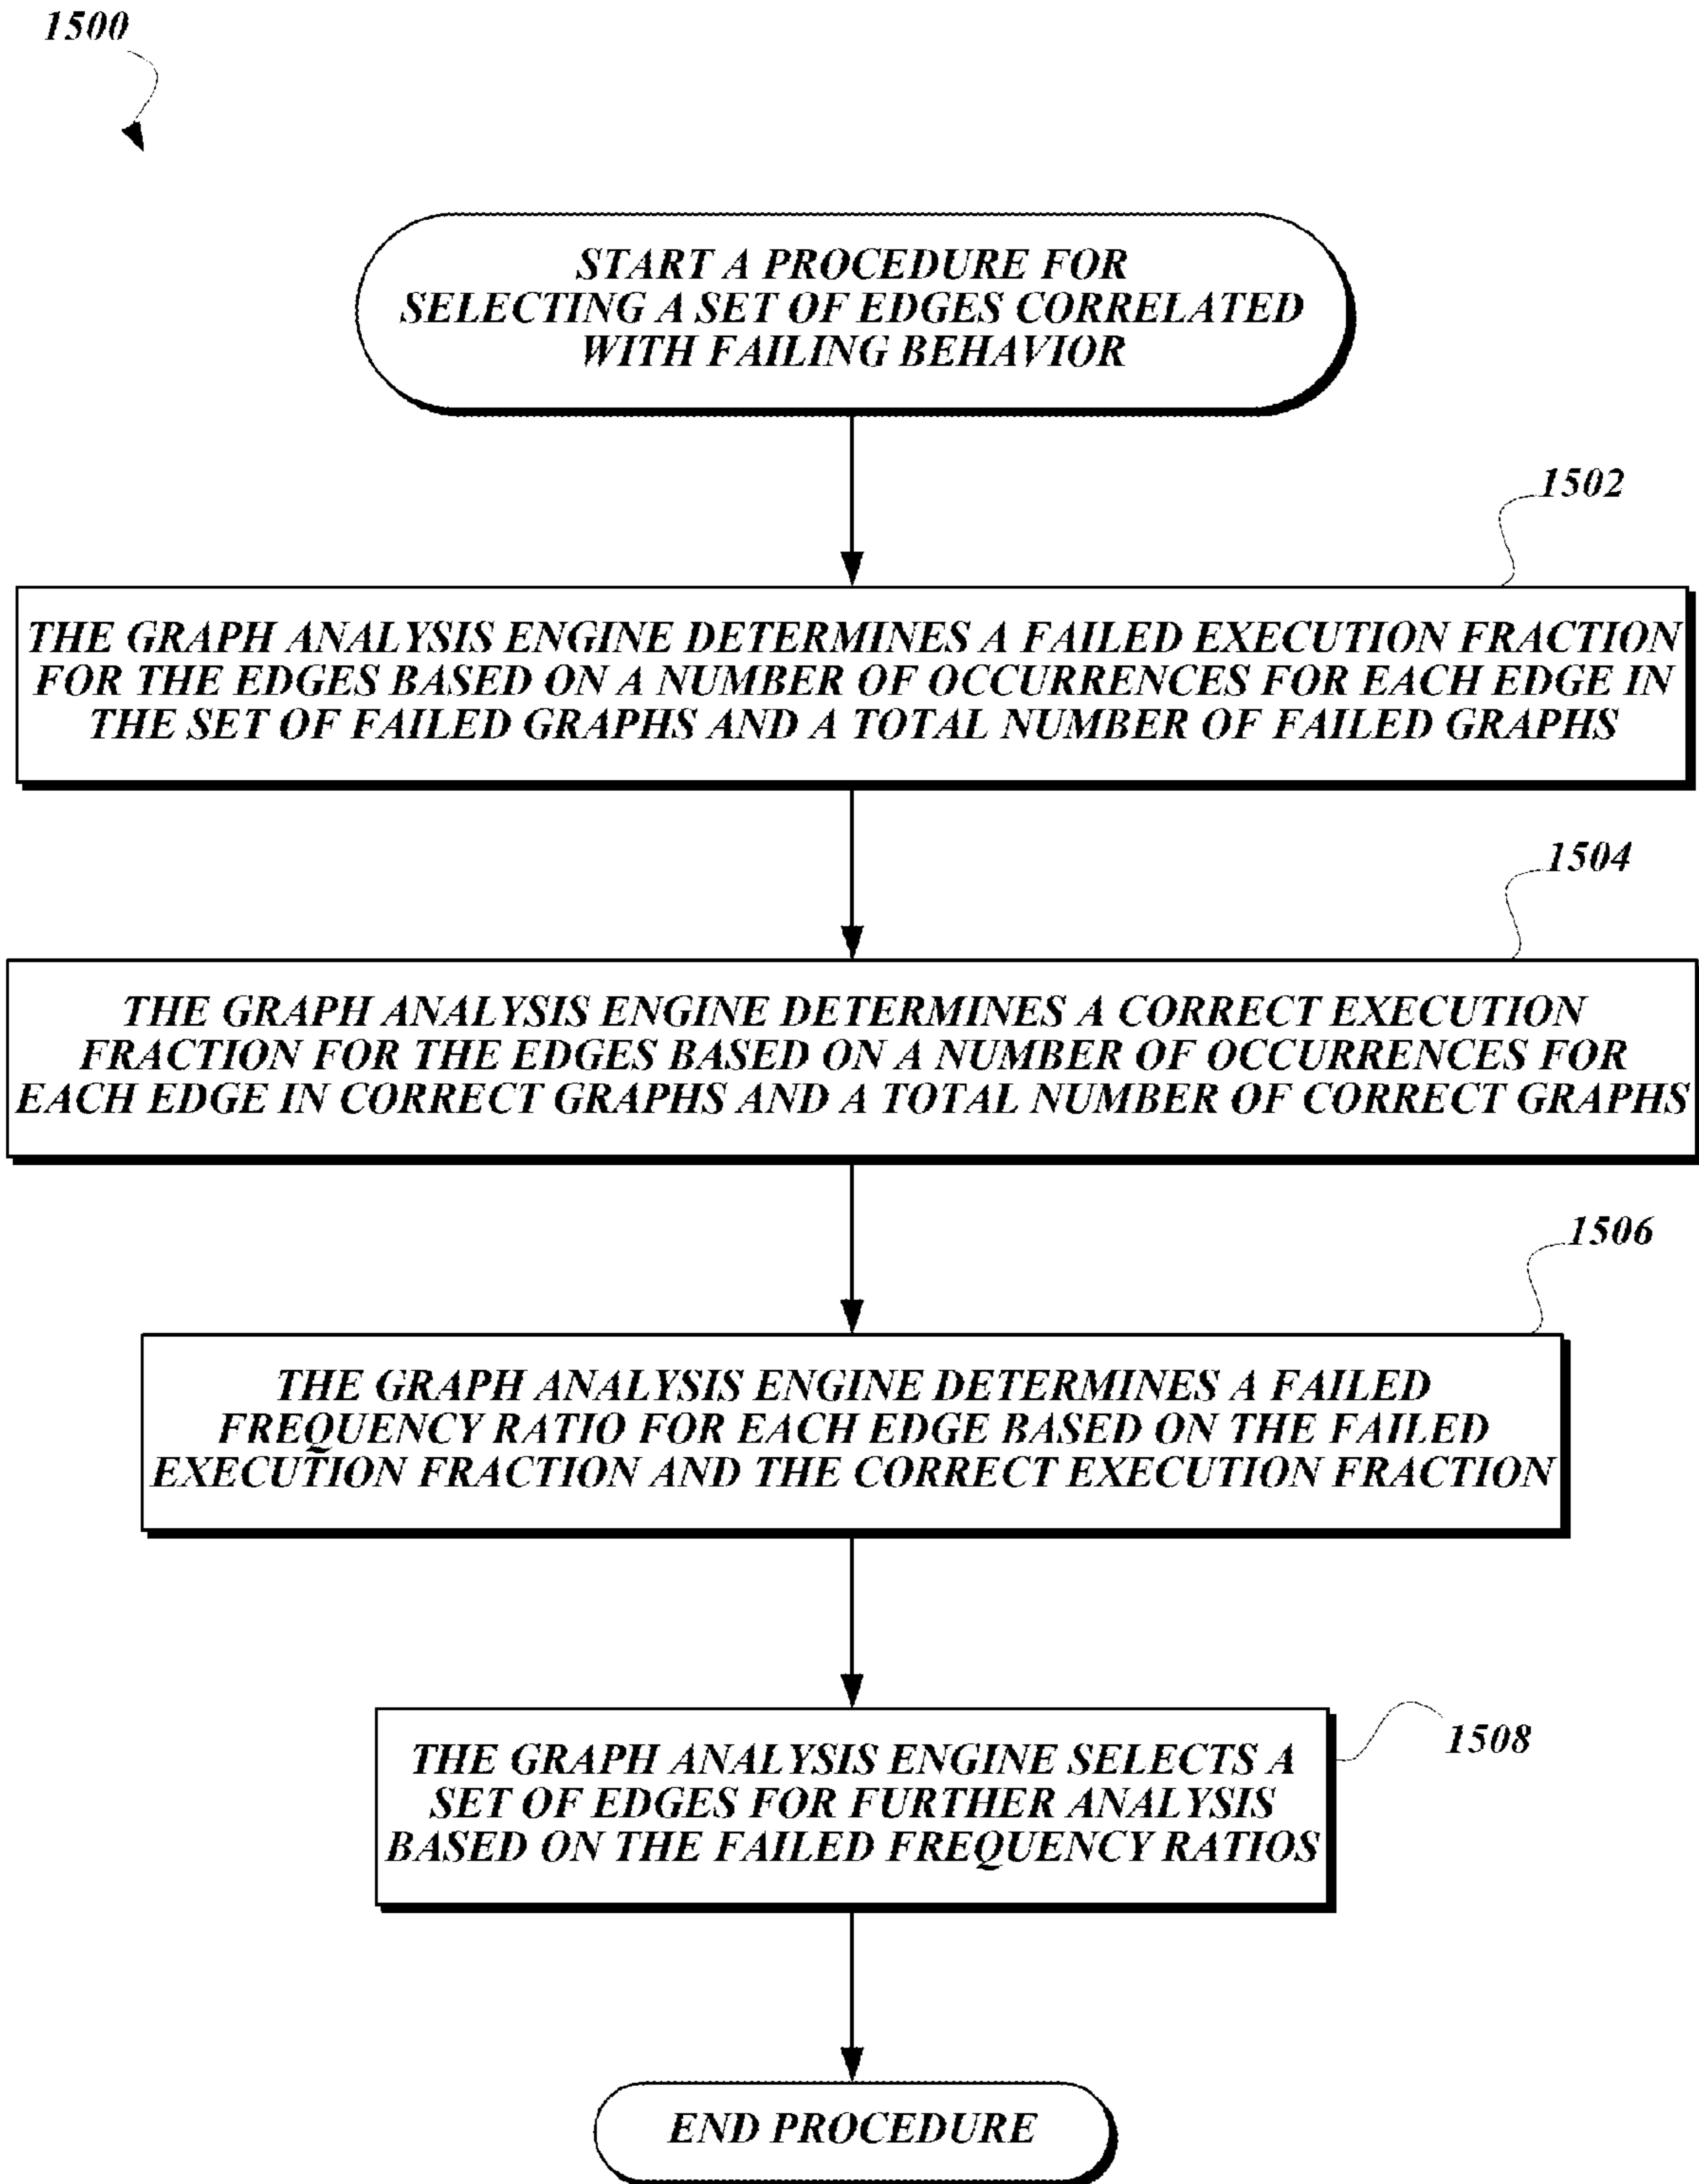 1500
START A PROCEDURE FOR
SELECTING A SET OF EDGES CORRELATED
WITH FAILING BEHAVIOR
1502
THE GRAPH ANALYSIS ENGINE DETERMINES A FAILED EXECUTION FRACTION
FOR THE EDGES BASED ON A NUMBER OF OCCURRENCES FOR EACH EDGE IN
THE SET OF FAILED GRAPHS AND A TOTAL NUMBER OF FAILED GRAPHS
1504
THE GRAPH ANALYSIS ENGINE DETERMINES A CORRECT EXECUTION
FRACTION FOR THE EDGES BASED ON A NUMBER OF OCCURRENCES FOR
EACH EDGE IN CORRECT GRAPHS AND A TOTAL NUMBER OF CORRECT GRAPHS
1506
THE GRAPH ANALYSIS ENGINE DETERMINES A FAILED
FREQUENCY RATIO FOR EACH EDGE BASED ON THE FAILED
EXECUTION FRACTION AND THE CORRECT EXECUTION FRACTION
1508
THE GRAPH ANALYSIS ENGINE SELECTS A
SET OF EDGES FOR FURTHER ANALYSIS
BASED ON THE FAILED FREQUENCY RATIOS
END PROCEDURE